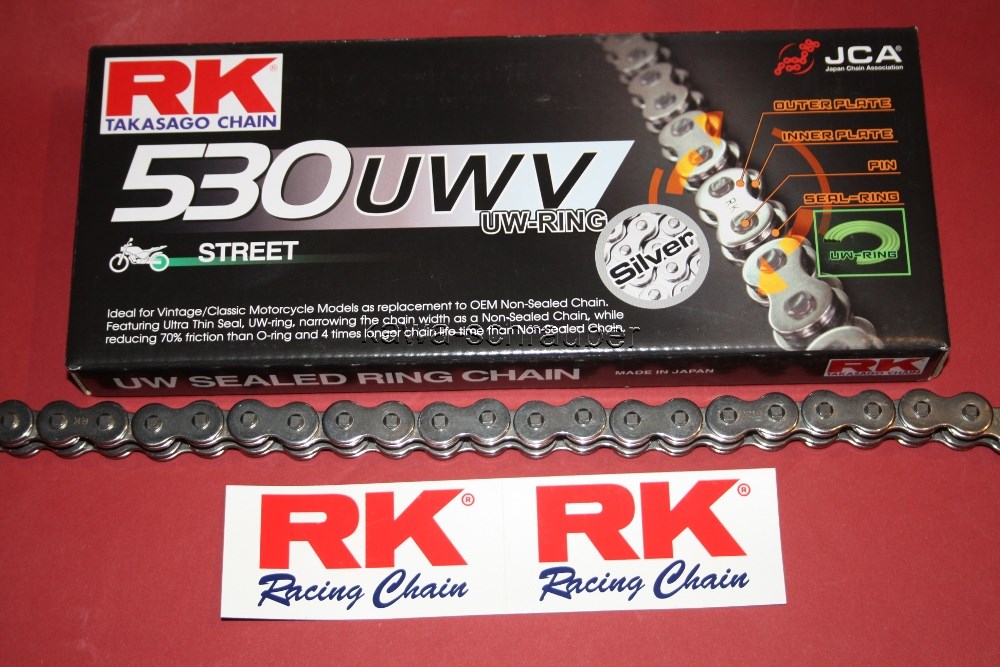 RK®
TAKASAGO CHAIN
JCA®
Japan Chain Association
OUTER PLATE
INNER PLATE
PIN
SEAL-RING
UW-RING
530UWV
UW-RING
Silver
STREET
RK
Ideal for Vintage/Classic Motorcycle Models as replacement to OEM Non-Sealed Chain.
Featuring Ultra Thin Seal, UW-ring, narrowing the chain width as a Non-Sealed Chain, while
reducing 70% friction than O-ring and 4 times longer chain life time than Non-Sealed Chain.
kawa-schrauber
UW SEALED RING CHAIN
MADE IN JAPAN
RK
TAKASAGO CHAIN
RK
RK®
Racing Chain
RK®
Racing Chain